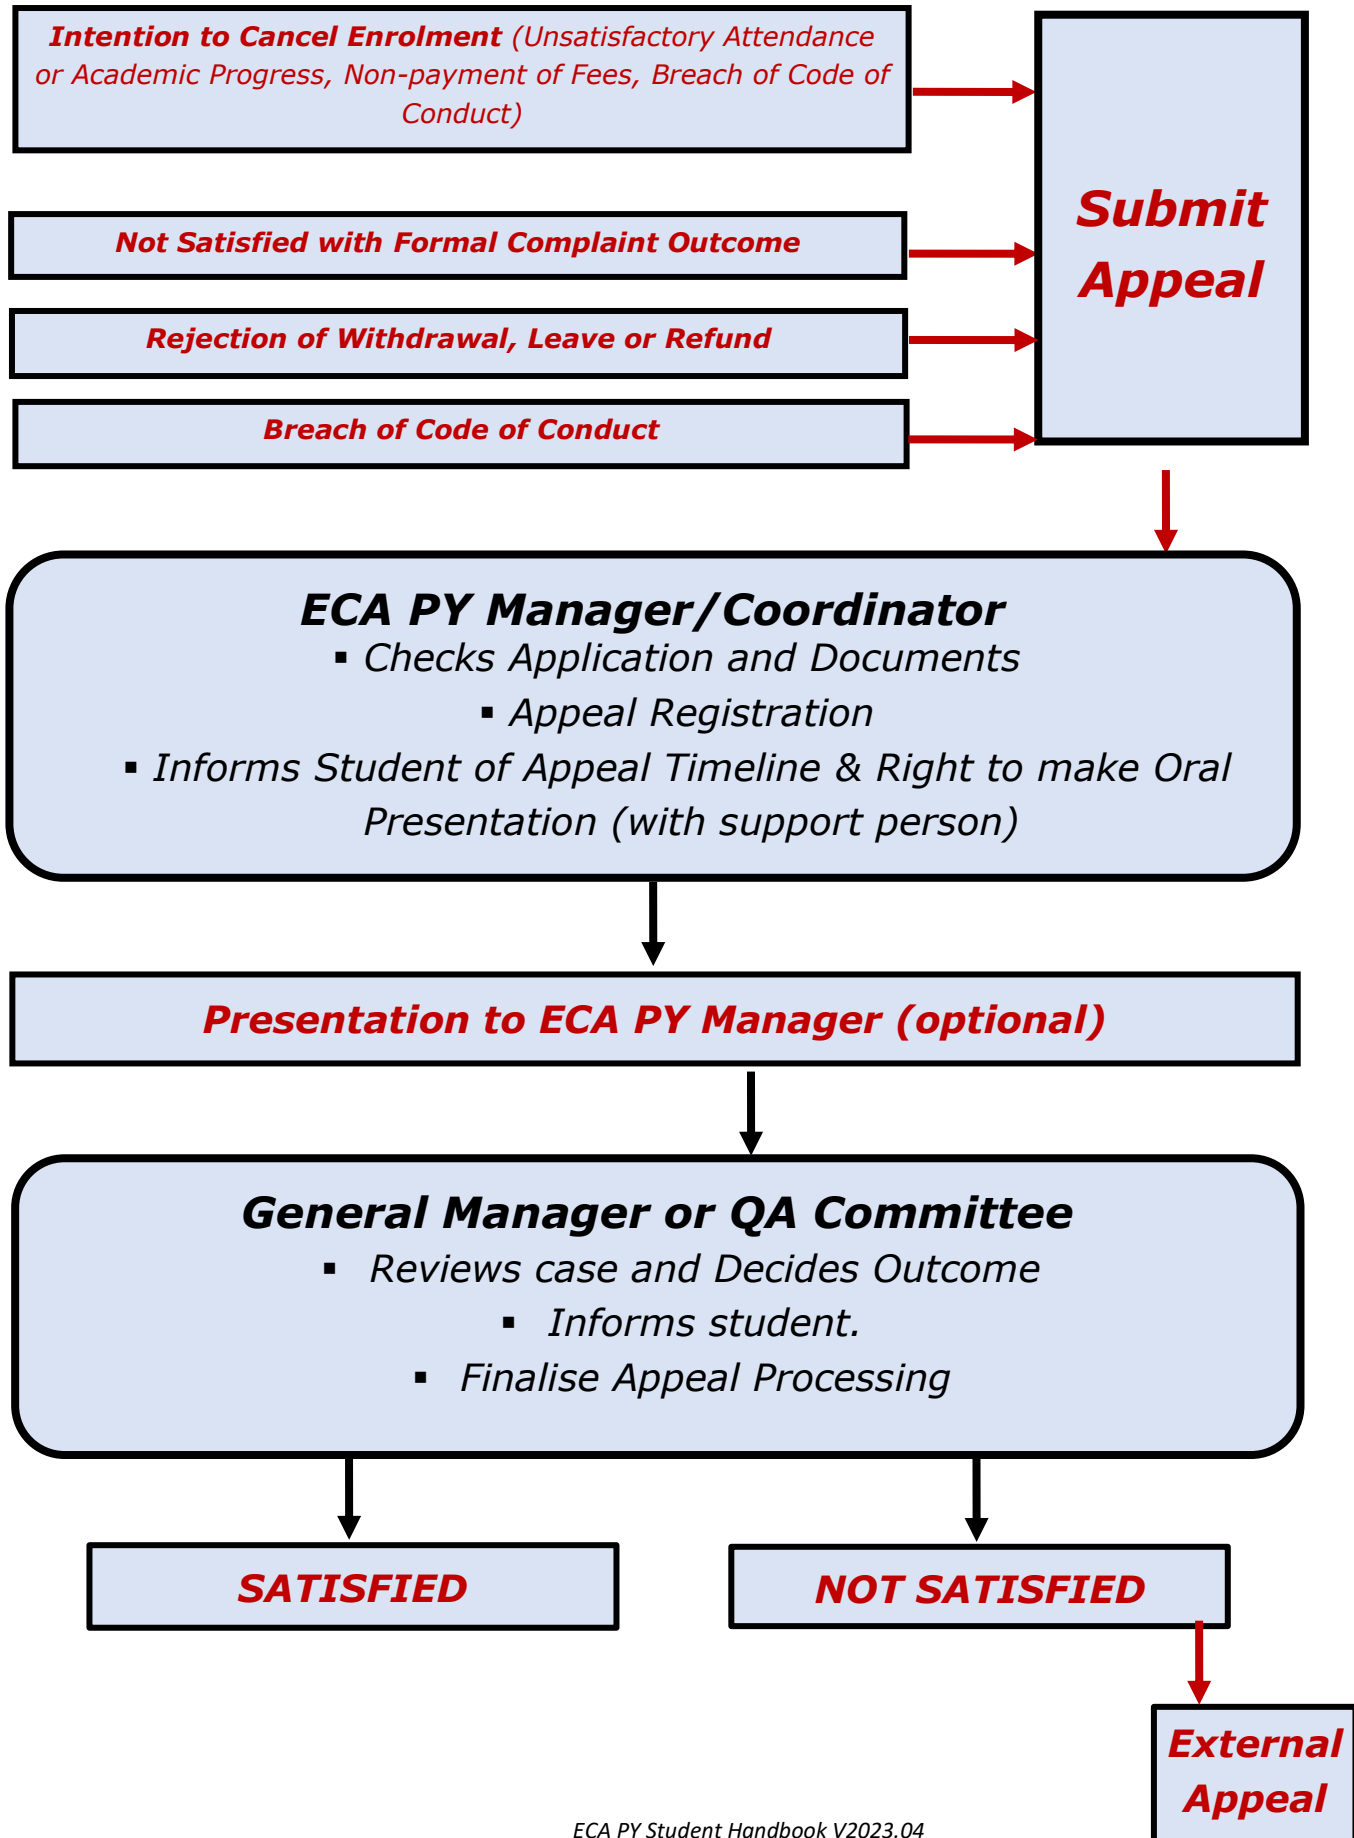 Intention to Cancel Enrolment (Unsatisfactory Attendance
or Academic Progress, Non-payment of Fees, Breach of Code of
Conduct)
Submit
Appeal
Not Satisfied with Formal Complaint Outcome
Rejection of Withdrawal, Leave or Refund
Breach of Code of Conduct
ECA PY Manager/Coordinator
▪ Checks Application and Documents
▪ Appeal Registration
▪ Informs Student of Appeal Timeline & Right to make Oral
Presentation (with support person)
Presentation to ECA PY Manager (optional)
General Manager or QA Committee
▪ Reviews case and Decides Outcome
▪ Informs student.
▪ Finalise Appeal Processing
SATISFIED
NOT SATISFIED
External
Appeal
ECA PY Student Handbook V2023.04